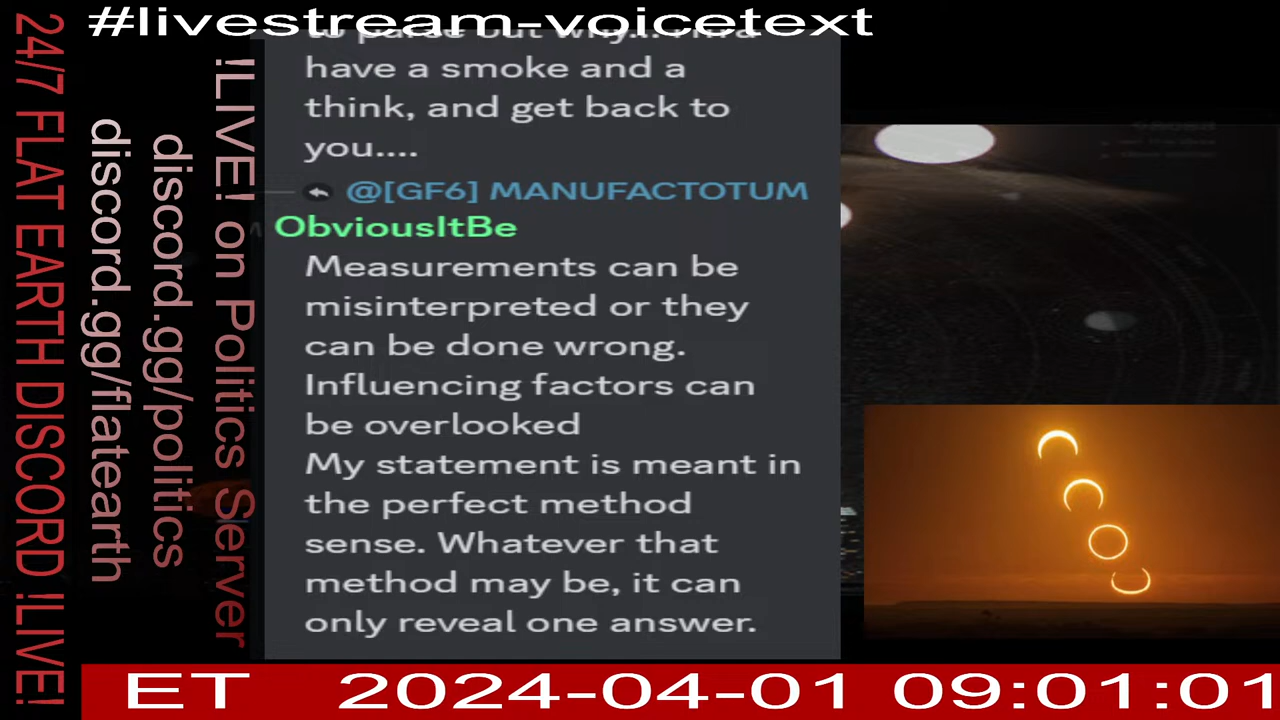 #livestream-voicetext
have a smoke and a
think, and get back to
you....
@[GF6] MANUFACTOTUM
ObviousItBe
Measurements can be
misinterpreted or they
can be done wrong.
Influencing factors can
be overlooked
My statement is meant in
the perfect method
sense. Whatever that
method may be, it can
only reveal one answer.
24/7 FLAT EARTH DISCORD !LIVE!
discord.gg/flatearth
discord.gg/politics
!LIVE! on Politics Server
ET 2024-04-01 09:01:01